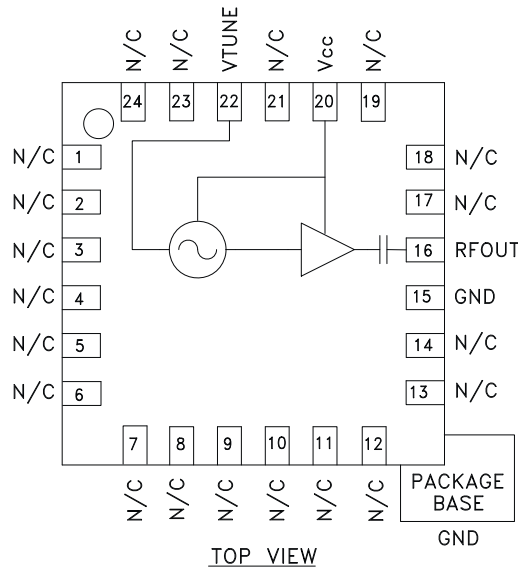 N/C
N/C
VTUNE
N/C
Vcc
N/C
24
23
22
21
20
19
N/C 1
N/C 2
N/C 3
N/C 4
N/C 5
N/C 6
18 N/C
17 N/C
16 RFOUT
15 GND
14 N/C
13 N/C
7
8
9
10
11
12
N/C
N/C
N/C
N/C
N/C
N/C
PACKAGE
BASE
GND
TOP VIEW